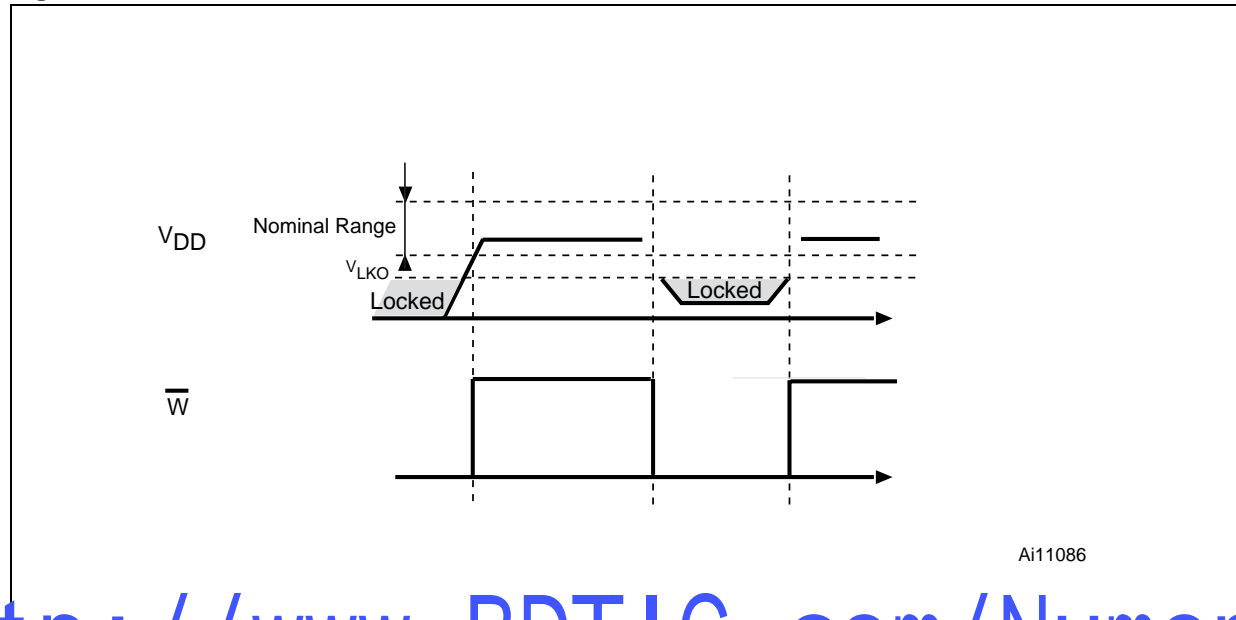 Nominal Range
VDD
VLKO
Locked
Locked
W
Ai11086